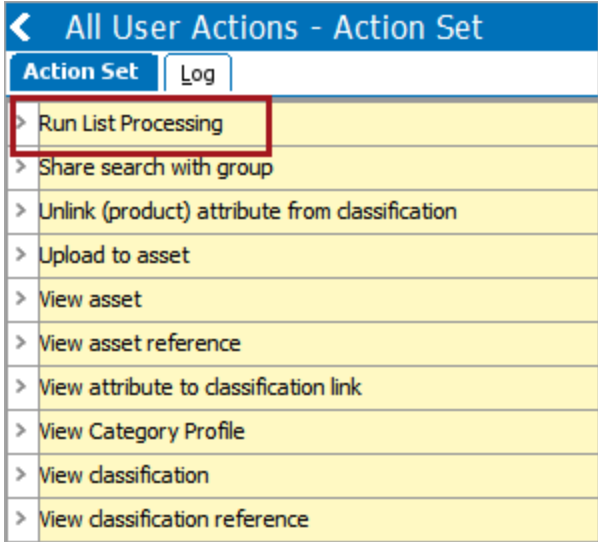 All User Actions - Action Set
Action Set Log
Run List Processing
Share search with group
Unlink (product) attribute from classification
Upload to asset
View asset
View asset reference
View attribute to classification link
View Category Profile
View classification
View classification reference